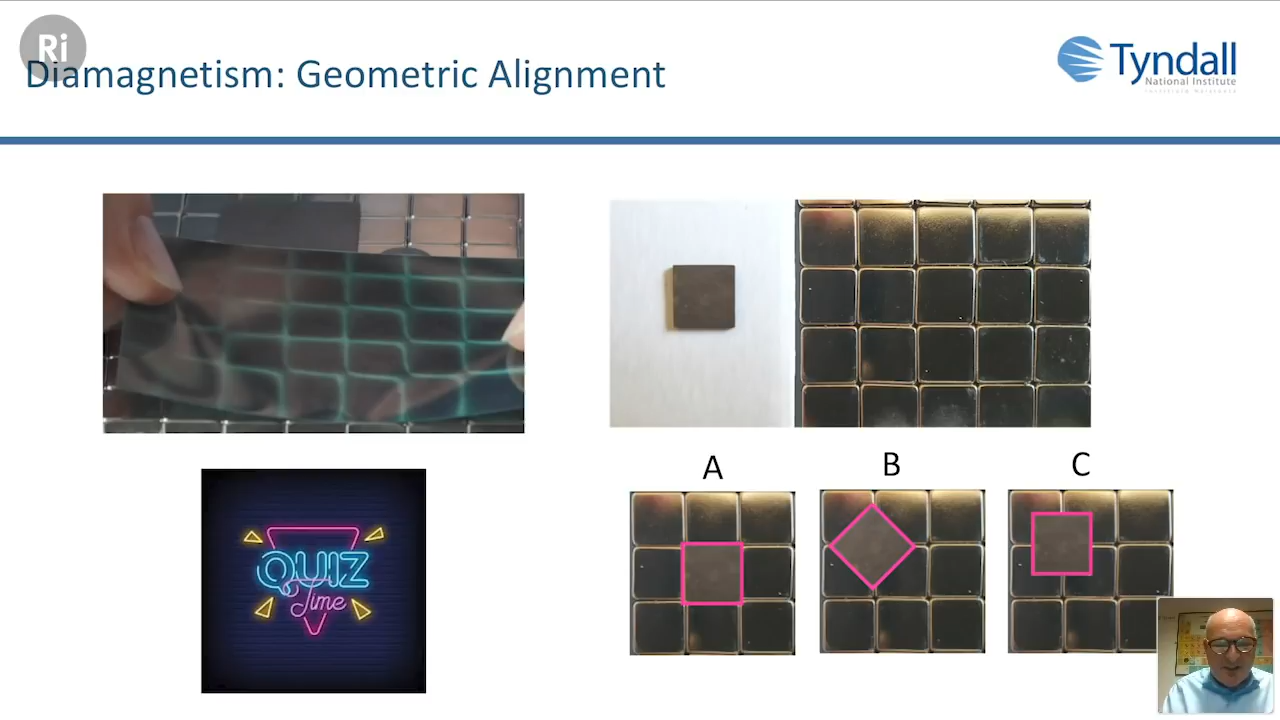 Ri
Diamagnetism: Geometric Alignment
Tyndall
National Institute
A
B
C
QUIZ
Time